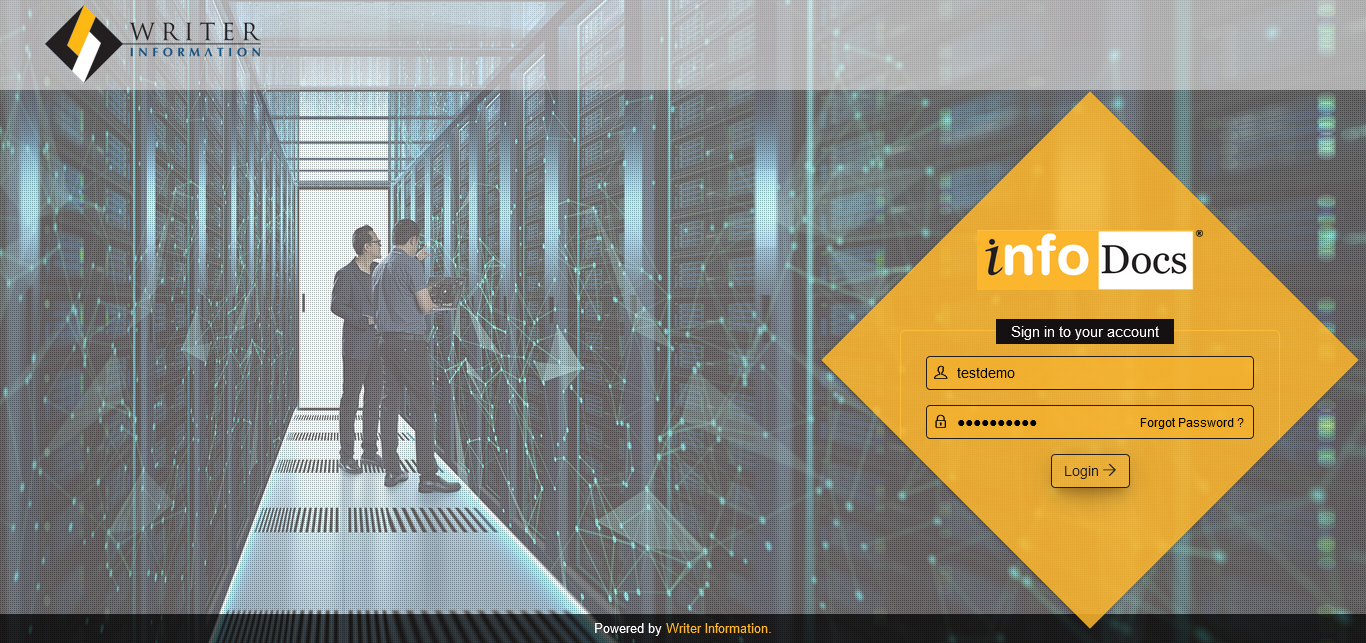 WRITER
INFORMATION
info Docs ®
Sign in to your account
testdemo
●●●●●●●●●● Forgot Password ?
Login →
Powered by Writer Information.